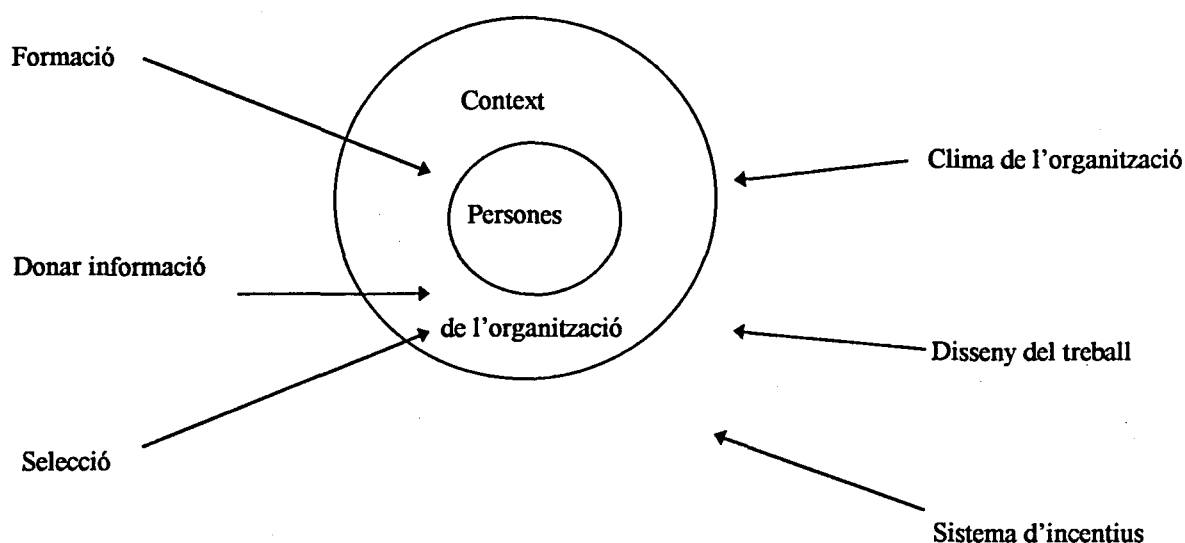 Formació
Context
Clima de l'organització
Persones
Donar informació
de l'organització
Disseny del treball
Selecció
Sistema d'incentius